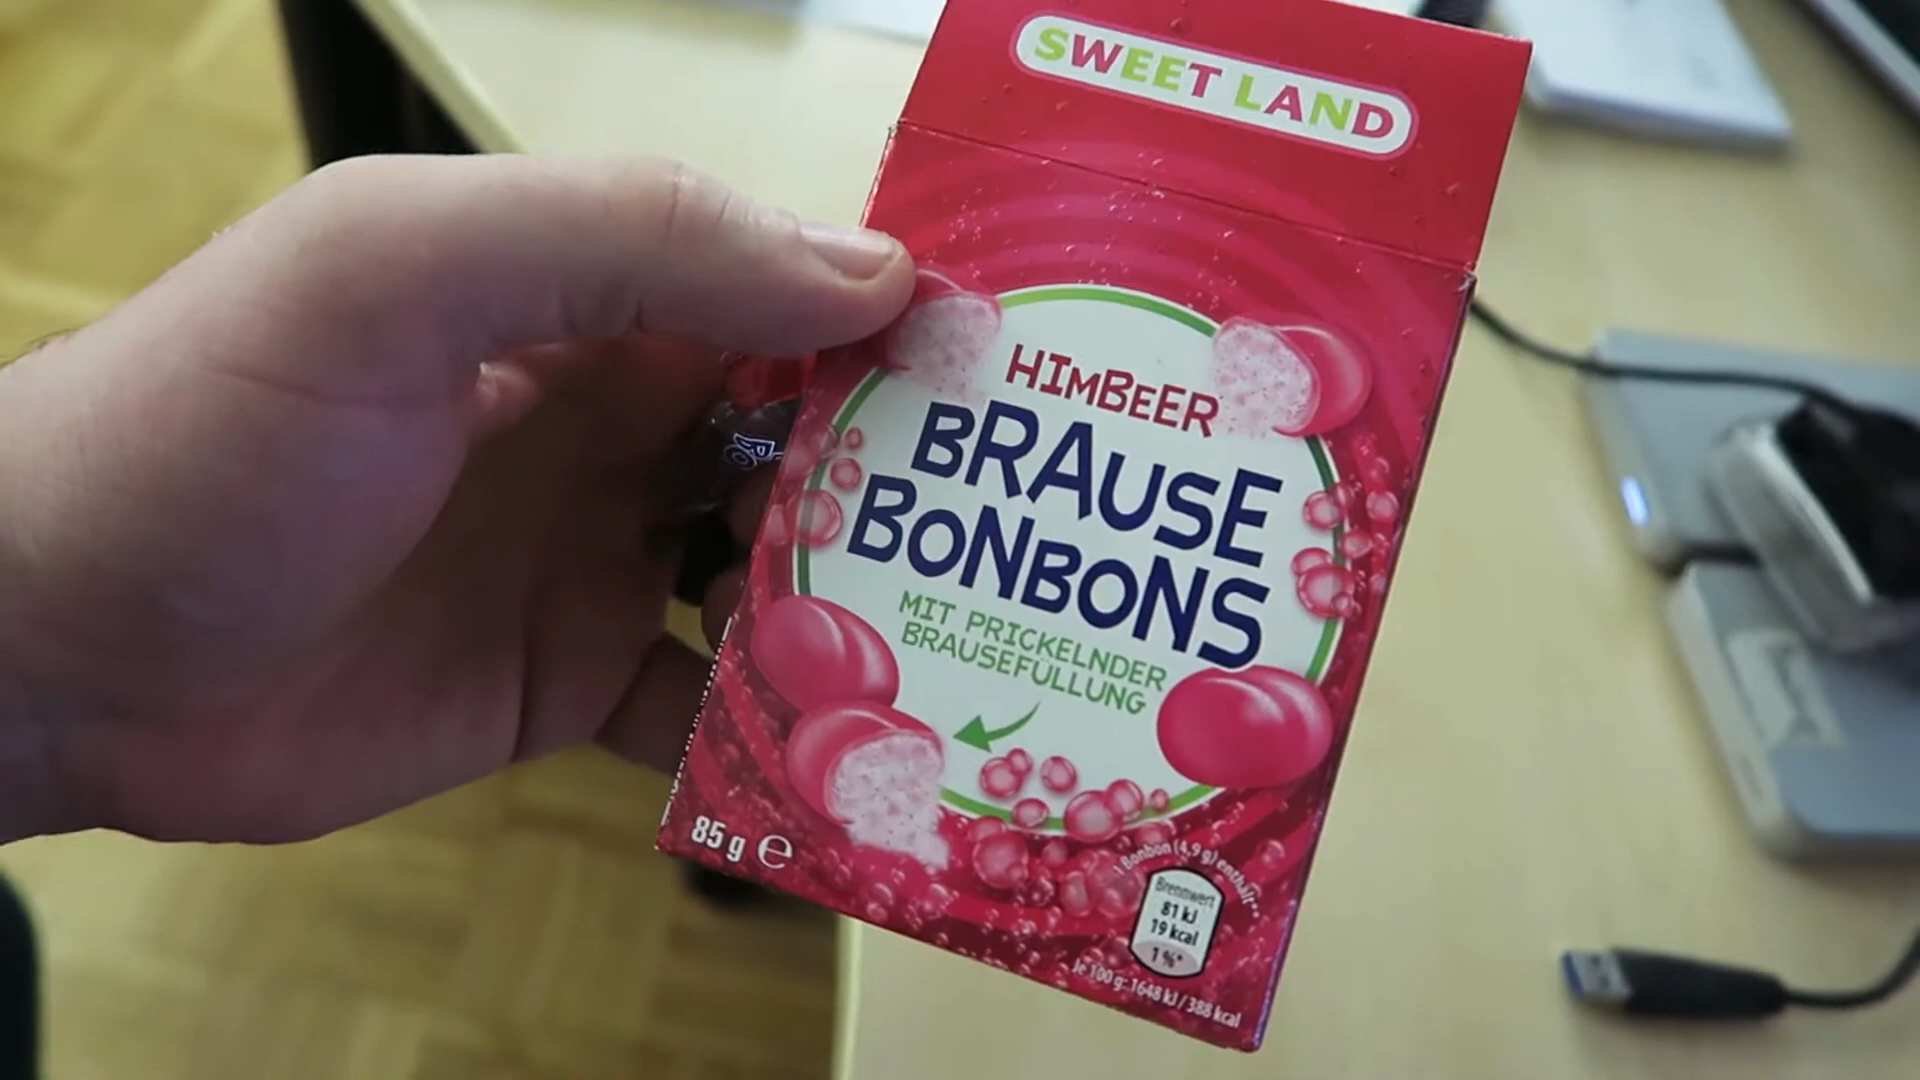 SWEET LAND
HIMBEER
BRAUSE
BONBONS
MIT PRICKELNDER
BRAUSEFÜLLUNG
85 g ℮
1 Bonbon (4,9 g) enthält**
Brennwert
81 kJ
19 kcal
1 %*
Je 100 g: 1648 kJ / 388 kcal